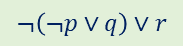 ¬(¬p ∨ q) ∨ r